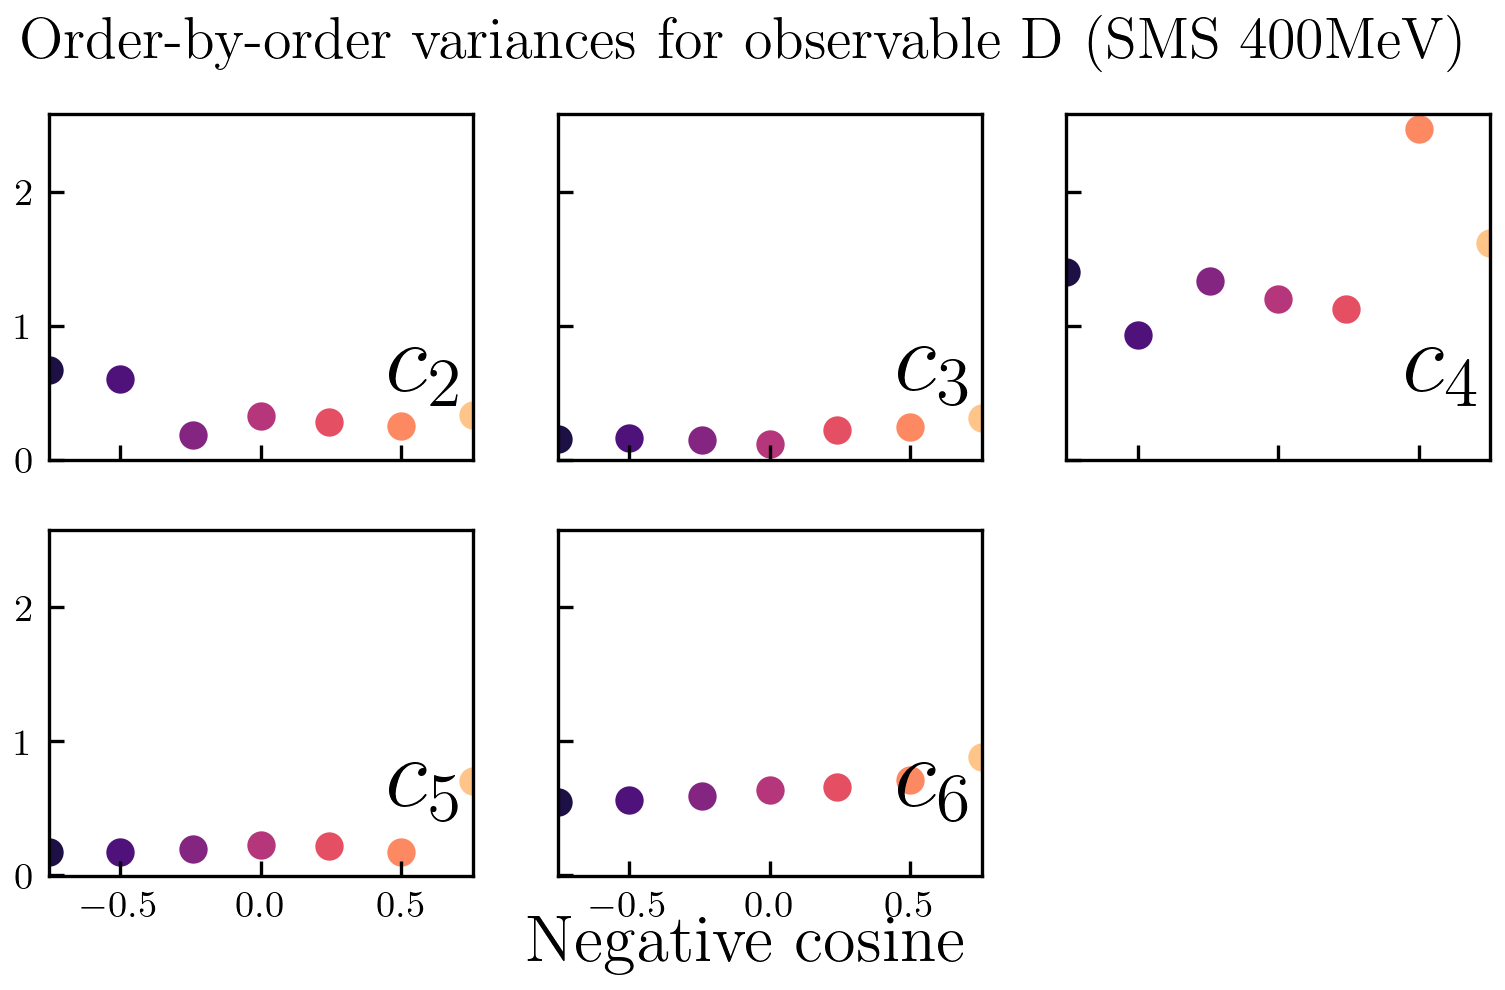 Order-by-order variances for observable D (SMS 400MeV)
2
1
0
c2
c3
c4
2
1
0
c5
c6
−0.5 0.0 0.5
−0.5 0.0 0.5
Negative cosine